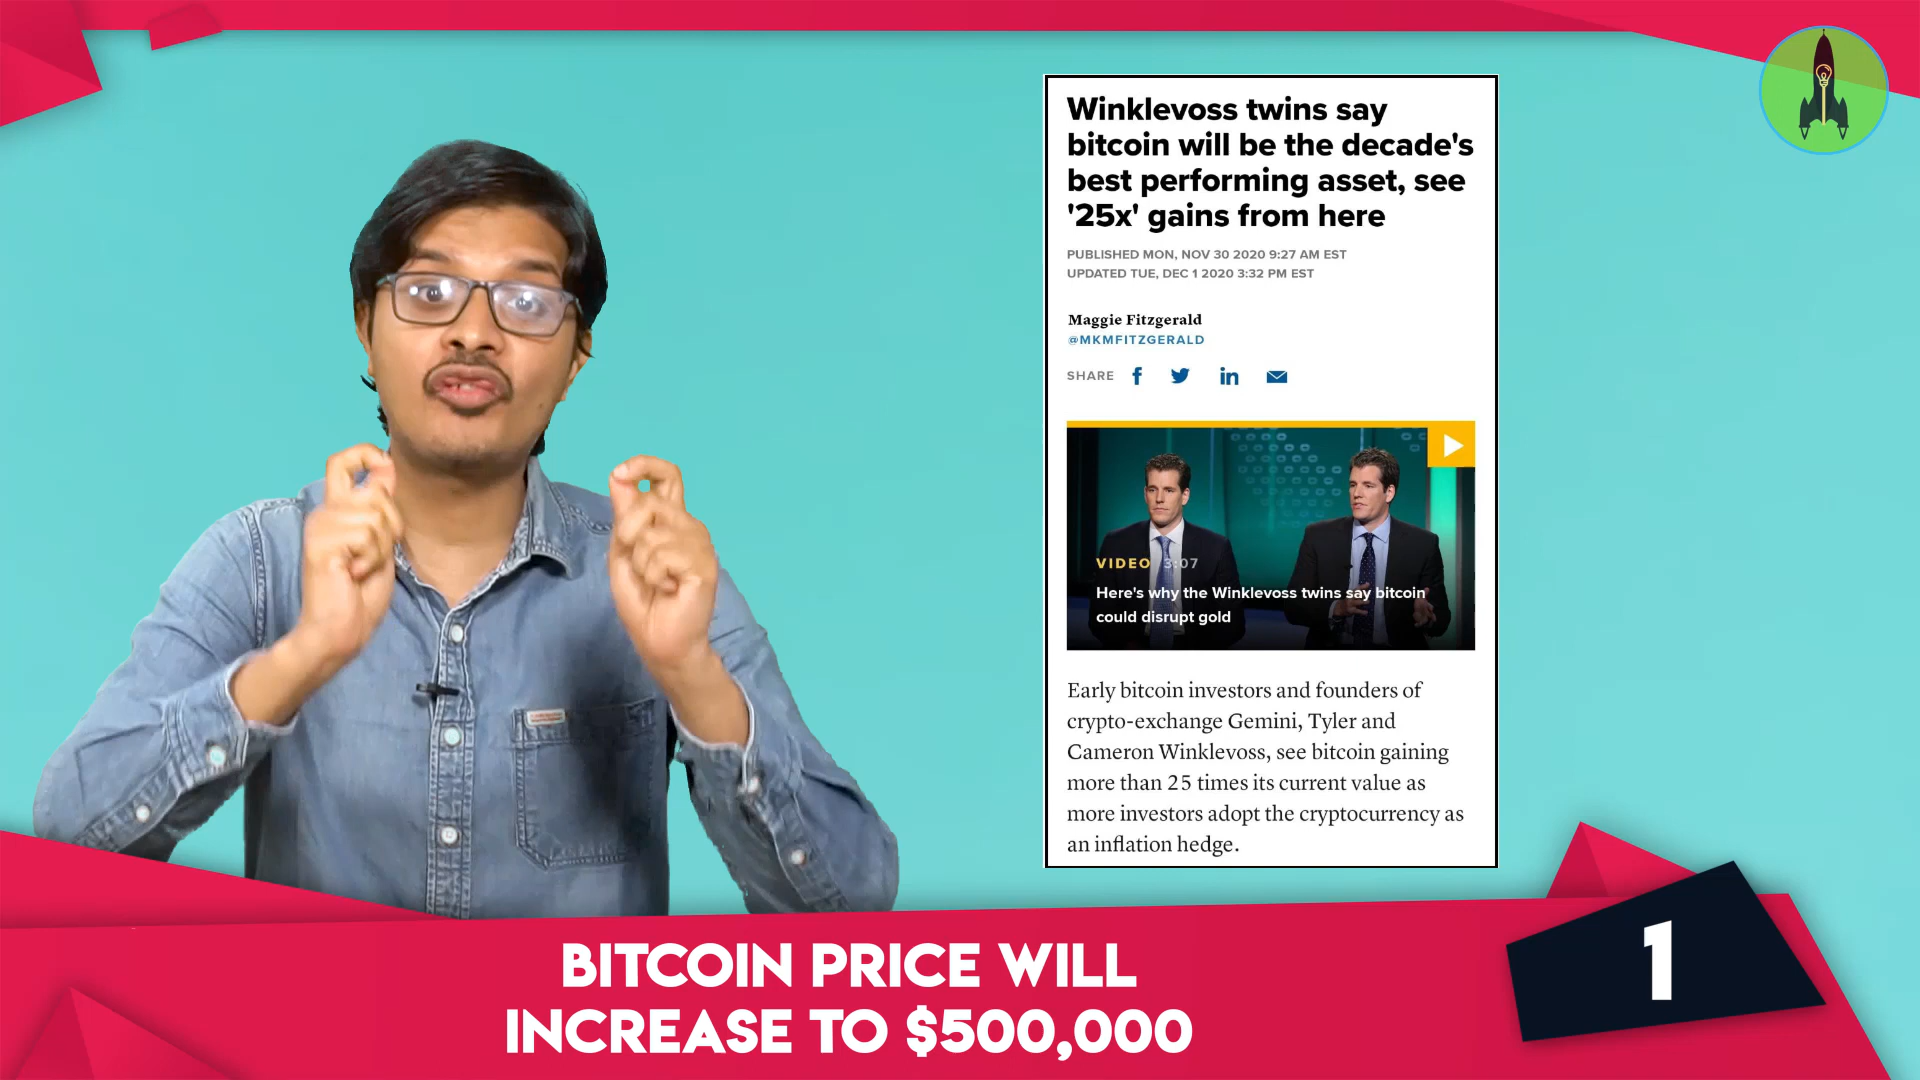 Winklevoss twins say
bitcoin will be the decade's
best performing asset, see
'25x' gains from here
PUBLISHED MON, NOV 30 2020 9:27 AM EST
UPDATED TUE, DEC 1 2020 3:32 PM EST
Maggie Fitzgerald
@MKMFITZGERALD
SHARE
VIDEO 3:07
Here's why the Winklevoss twins say bitcoin
could disrupt gold
Early bitcoin investors and founders of
crypto-exchange Gemini, Tyler and
Cameron Winklevoss, see bitcoin gaining
more than 25 times its current value as
more investors adopt the cryptocurrency as
an inflation hedge.
BITCOIN PRICE WILL
INCREASE TO $500,000
1